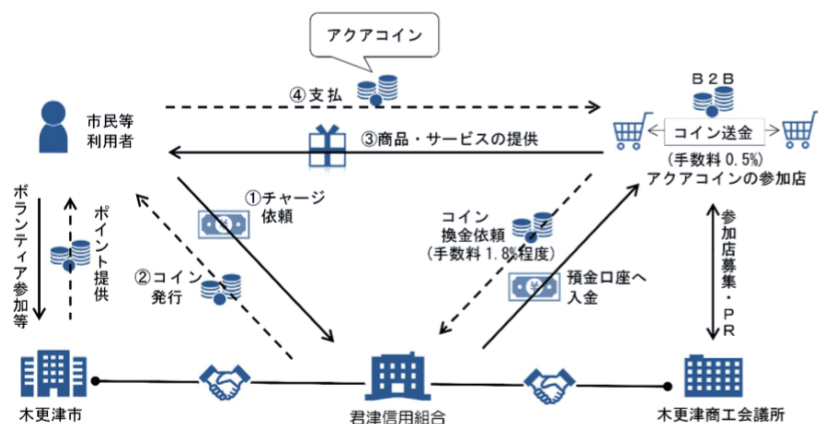 アクアコイン
④支払
B2B
市民等
利用者
③商品・サービスの提供
コイン送金
(手数料0.5%)
アクアコインの参加店
①チャージ
依頼
②コイン
発行
コイン
換金依頼
(手数料1.8%程度)
預金口座へ
入金
ボランティア参加等
ポイント提供
参加店募集・PR
木更津市
君津信用組合
木更津商工会議所